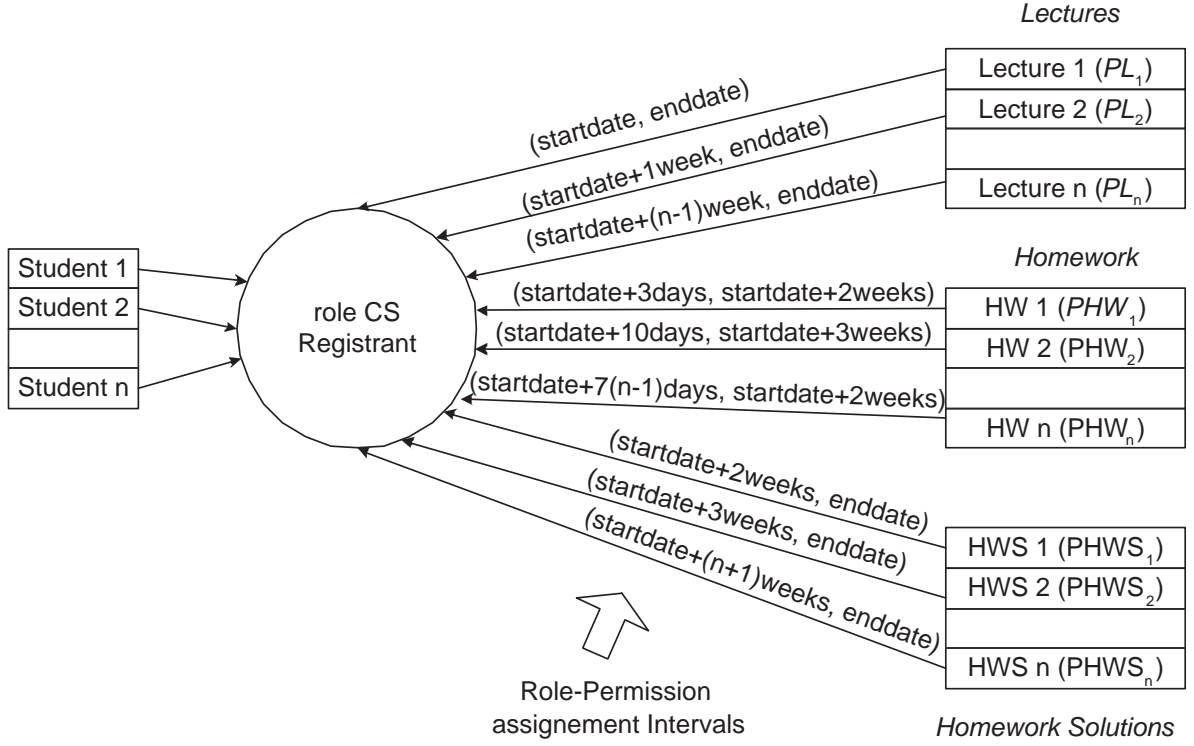 Lectures
Lecture 1 (PL₁)
Lecture 2 (PL₂)
Lecture n (PLₙ)
(startdate, enddate)
(startdate+1week, enddate)
(startdate+(n-1)week, enddate)
Student 1
Student 2
Student n
role CS
Registrant
Homework
HW 1 (PHW₁)
HW 2 (PHW₂)
HW n (PHWₙ)
(startdate+3days, startdate+2weeks)
(startdate+10days, startdate+3weeks)
(startdate+7(n-1)days, startdate+2weeks)
(startdate+2weeks, enddate)
(startdate+3weeks, enddate)
(startdate+(n+1)weeks, enddate)
HWS 1 (PHWS₁)
HWS 2 (PHWS₂)
HWS n (PHWSₙ)
Homework Solutions
Role-Permission
assignement Intervals